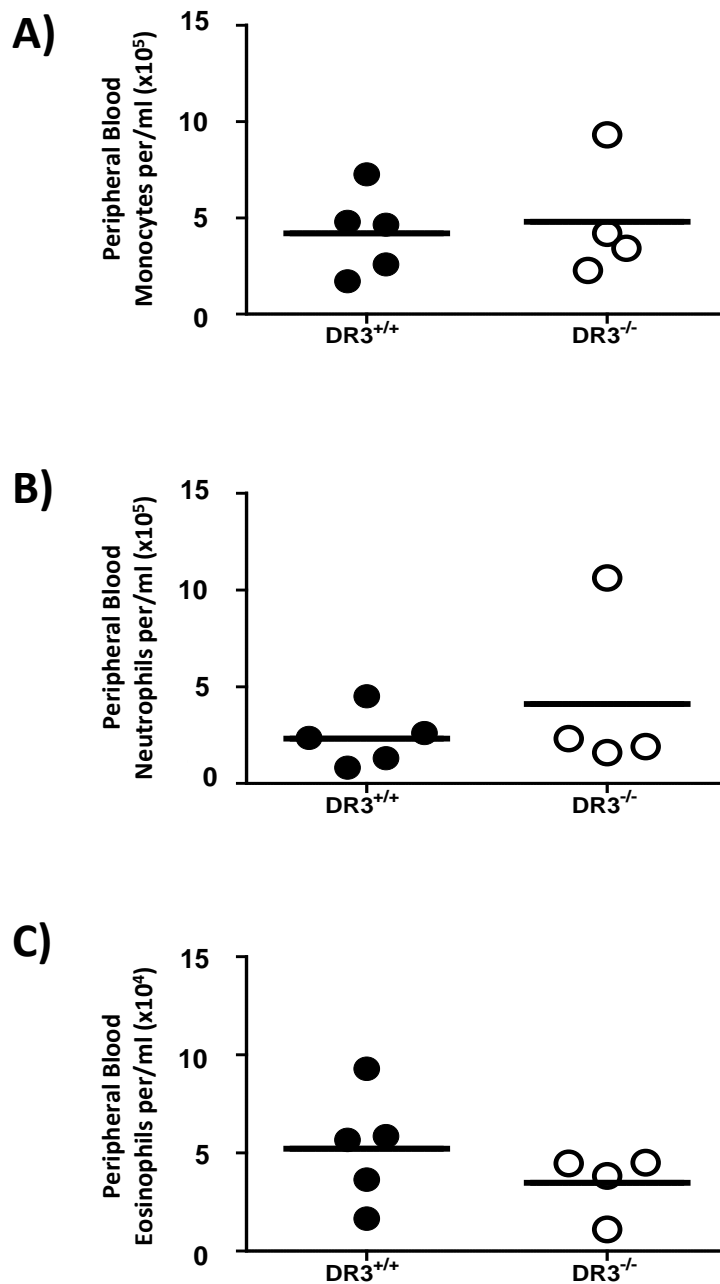 A)
Peripheral Blood
Monocytes per/ml (x10⁵)
15
10
5
0
DR3⁺/⁺
DR3⁻/⁻
B)
Peripheral Blood
Neutrophils per/ml (x10⁵)
15
10
5
0
DR3⁺/⁺
DR3⁻/⁻
C)
Peripheral Blood
Eosinophils per/ml (x10⁴)
15
10
5
0
DR3⁺/⁺
DR3⁻/⁻